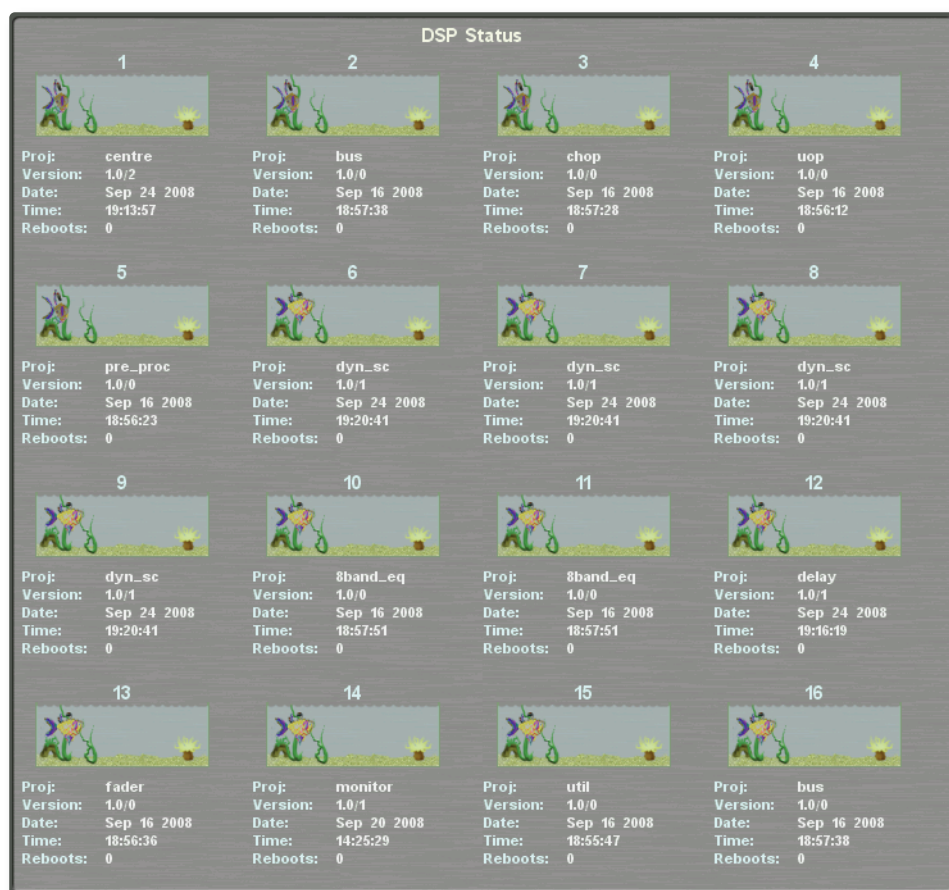 DSP Status
1 2 3 4
Proj: centre Proj: bus Proj: chop Proj: uop
Version: 1.0/2 Version: 1.0/0 Version: 1.0/0 Version: 1.0/0
Date: Sep 24 2008 Date: Sep 16 2008 Date: Sep 16 2008 Date: Sep 16 2008
Time: 19:13:57 Time: 18:57:38 Time: 18:57:28 Time: 18:56:12
Reboots: 0 Reboots: 0 Reboots: 0 Reboots: 0
5 6 7 8
Proj: pre_proc Proj: dyn_sc Proj: dyn_sc Proj: dyn_sc
Version: 1.0/0 Version: 1.0/1 Version: 1.0/1 Version: 1.0/1
Date: Sep 16 2008 Date: Sep 24 2008 Date: Sep 24 2008 Date: Sep 24 2008
Time: 18:56:23 Time: 19:20:41 Time: 19:20:41 Time: 19:20:41
Reboots: 0 Reboots: 0 Reboots: 0 Reboots: 0
9 10 11 12
Proj: dyn_sc Proj: 8band_eq Proj: 8band_eq Proj: delay
Version: 1.0/1 Version: 1.0/0 Version: 1.0/0 Version: 1.0/1
Date: Sep 24 2008 Date: Sep 16 2008 Date: Sep 16 2008 Date: Sep 24 2008
Time: 19:20:41 Time: 18:57:51 Time: 18:57:51 Time: 19:16:19
Reboots: 0 Reboots: 0 Reboots: 0 Reboots: 0
13 14 15 16
Proj: fader Proj: monitor Proj: util Proj: bus
Version: 1.0/0 Version: 1.0/1 Version: 1.0/0 Version: 1.0/0
Date: Sep 16 2008 Date: Sep 20 2008 Date: Sep 16 2008 Date: Sep 16 2008
Time: 18:56:36 Time: 14:25:29 Time: 18:55:47 Time: 18:57:38
Reboots: 0 Reboots: 0 Reboots: 0 Reboots: 0